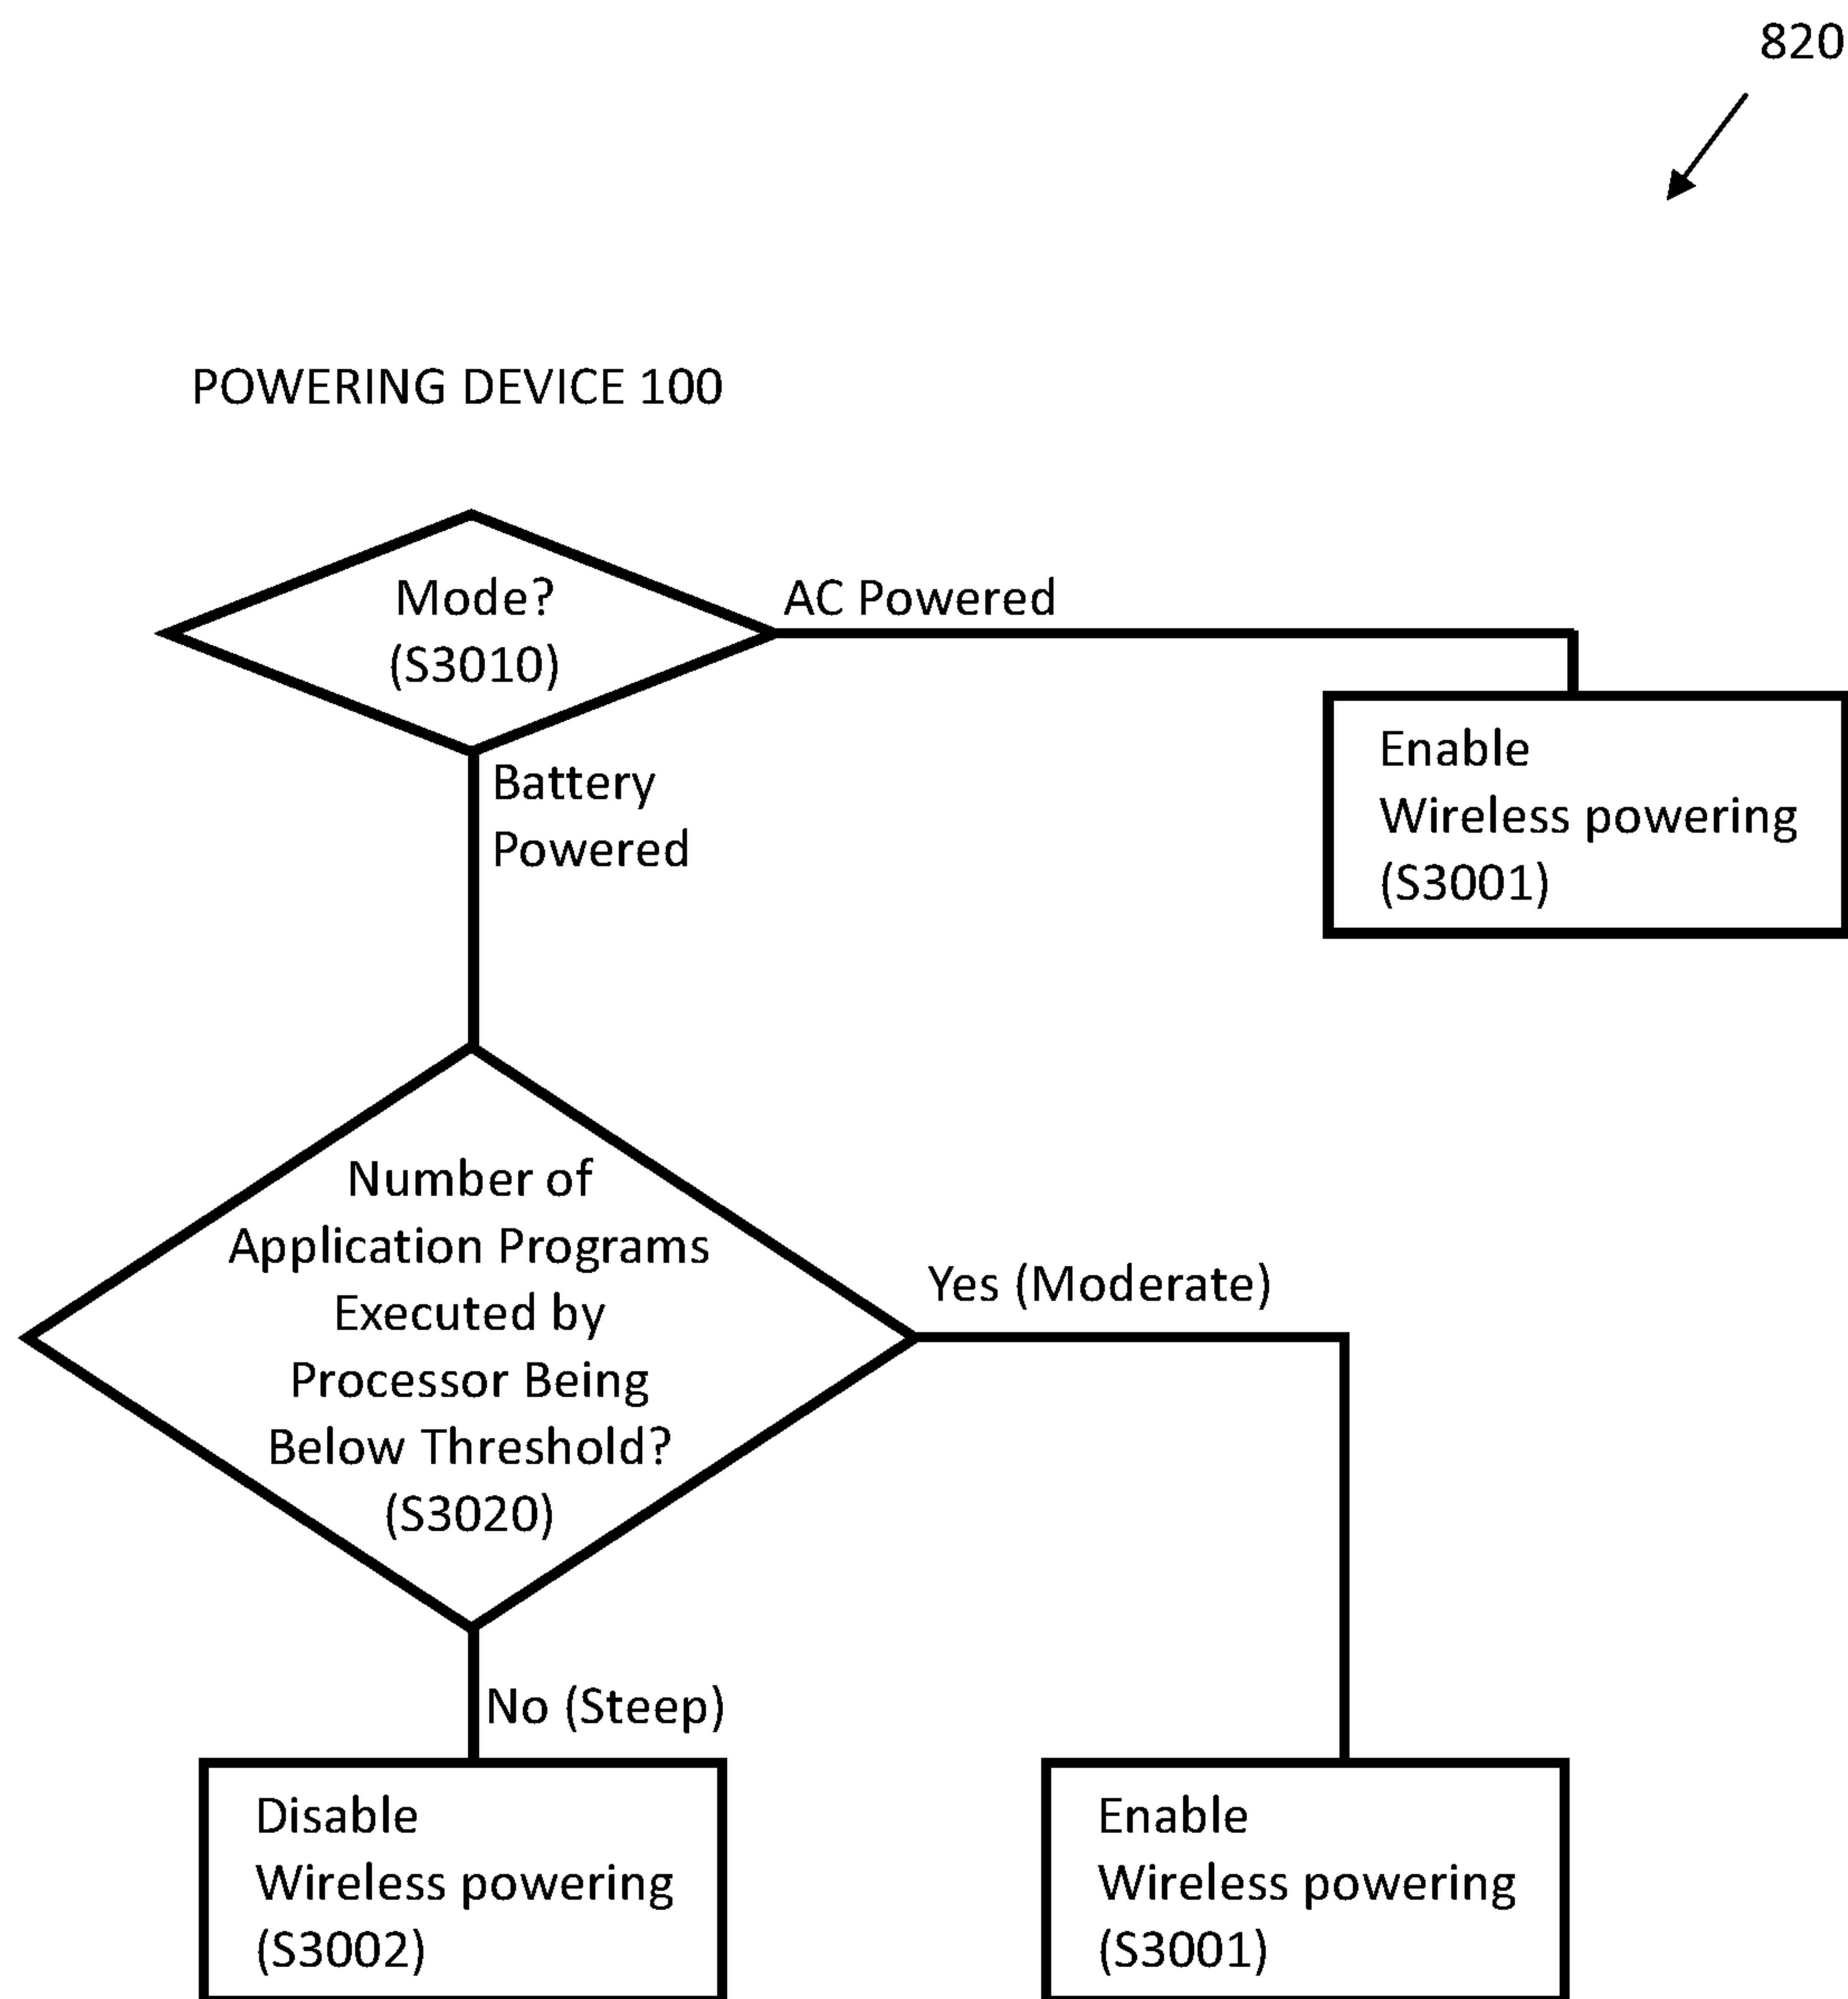 820
POWERING DEVICE 100
Mode?
(S3010)
AC Powered
Battery
Powered
Enable
Wireless powering
(S3001)
Number of
Application Programs
Executed by
Processor Being
Below Threshold?
(S3020)
Yes (Moderate)
No (Steep)
Disable
Wireless powering
(S3002)
Enable
Wireless powering
(S3001)